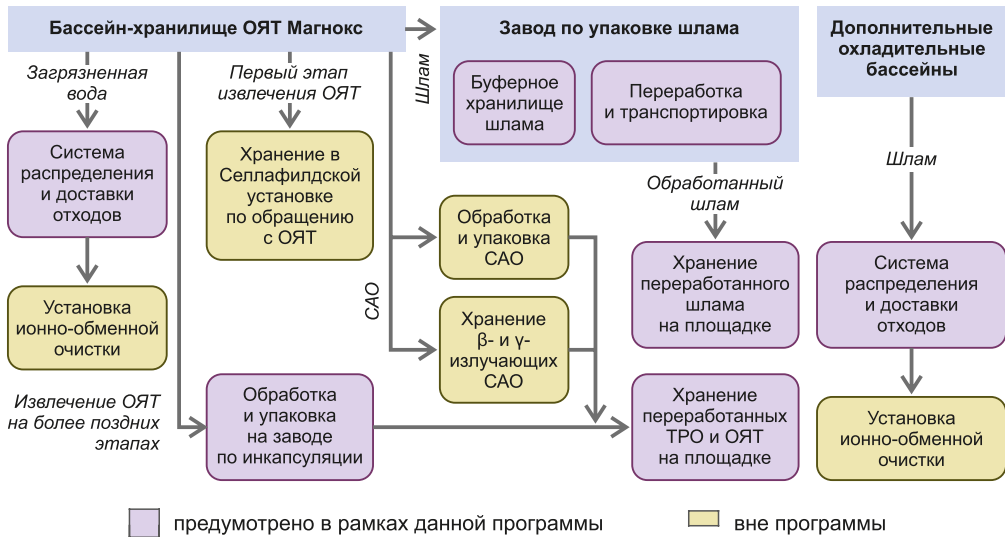 Бассейн-хранилище ОЯТ Магнокс
Загрязненная
вода
Первый этап
извлечения ОЯТ
Шлам
Завод по упаковке шлама
Буферное
хранилище
шлама
Переработка
и транспортировка
Дополнительные
охладительные
бассейны
Система
распределения
и доставки
отходов
Хранение в
Селлафилдской
установке
по обращению
с ОЯТ
Обработанный
шлам
Шлам
Обработка
и упаковка
САО
САО
Хранение
β- и γ-
излучающих
САО
Хранение
переработанного
шлама
на площадке
Система
распределения
и доставки
отходов
Установка
ионно-обменной
очистки
Извлечение ОЯТ
на более поздних
этапах
Обработка
и упаковка
на заводе
по инкапсуляции
Хранение
переработанных
ТРО и ОЯТ
на площадке
Установка
ионно-обменной
очистки
предусмотрено в рамках данной программы
вне программы